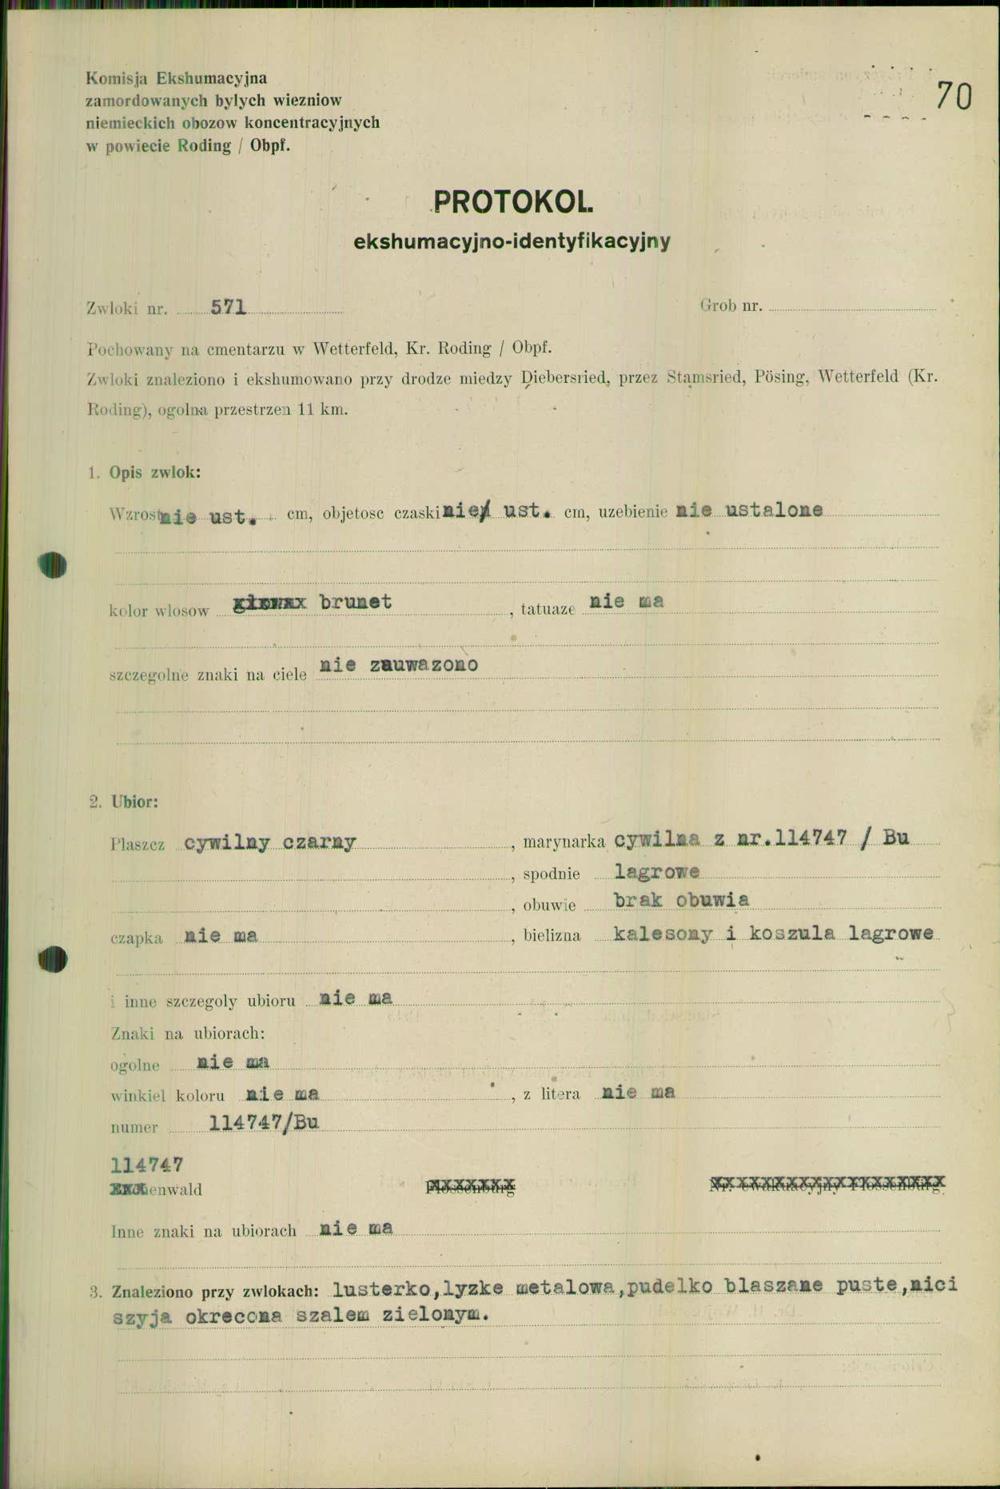 Komisja Ekshumacyjna
zamordowanych bylych wiezniow
niemieckich obozow koncentracyjnych
w powiecie Roding / Obpf.
70
PROTOKOL
ekshumacyjno-identyfikacyjny
Zwloki nr. 571 Grob nr.
Pochowany na cmentarzu w Wetterfeld, Kr. Roding / Obpf.
Zwloki znaleziono i ekshumowano przy drodze miedzy Diebersried, przez Stamsried, Pösing, Wetterfeld (Kr.
Roding), ogolna przestrzen 11 km.
1. Opis zwlok:
Wzrost nie ust. cm, objetosc czaski nie ust. cm, uzebienie nie ustalone
kolor wlosow brunet , tatuaze nie ma
szczegolne znaki na ciele nie zauwazono
2. Ubior:
Plaszcz cywilny czarny , marynarka cywilna z nr.114747 / Bu
, spodnie lagrowe
, obuwie brak obuwia
czapka nie ma , bielizna kalesony i koszula lagrowe
i inne szczegoly ubioru nie ma
Znaki na ubiorach:
ogolne nie ma
winkiel koloru nie ma , z litera nie ma
numer 114747/Bu
114747
enwald Flossenburg Nr. ewakuacyjny Flossenburg
Inne znaki na ubiorach nie ma
3. Znaleziono przy zwlokach: lusterko,lyzke metalowa,pudelko blaszane puste,nici
szyja okrecona szalem zielonym.